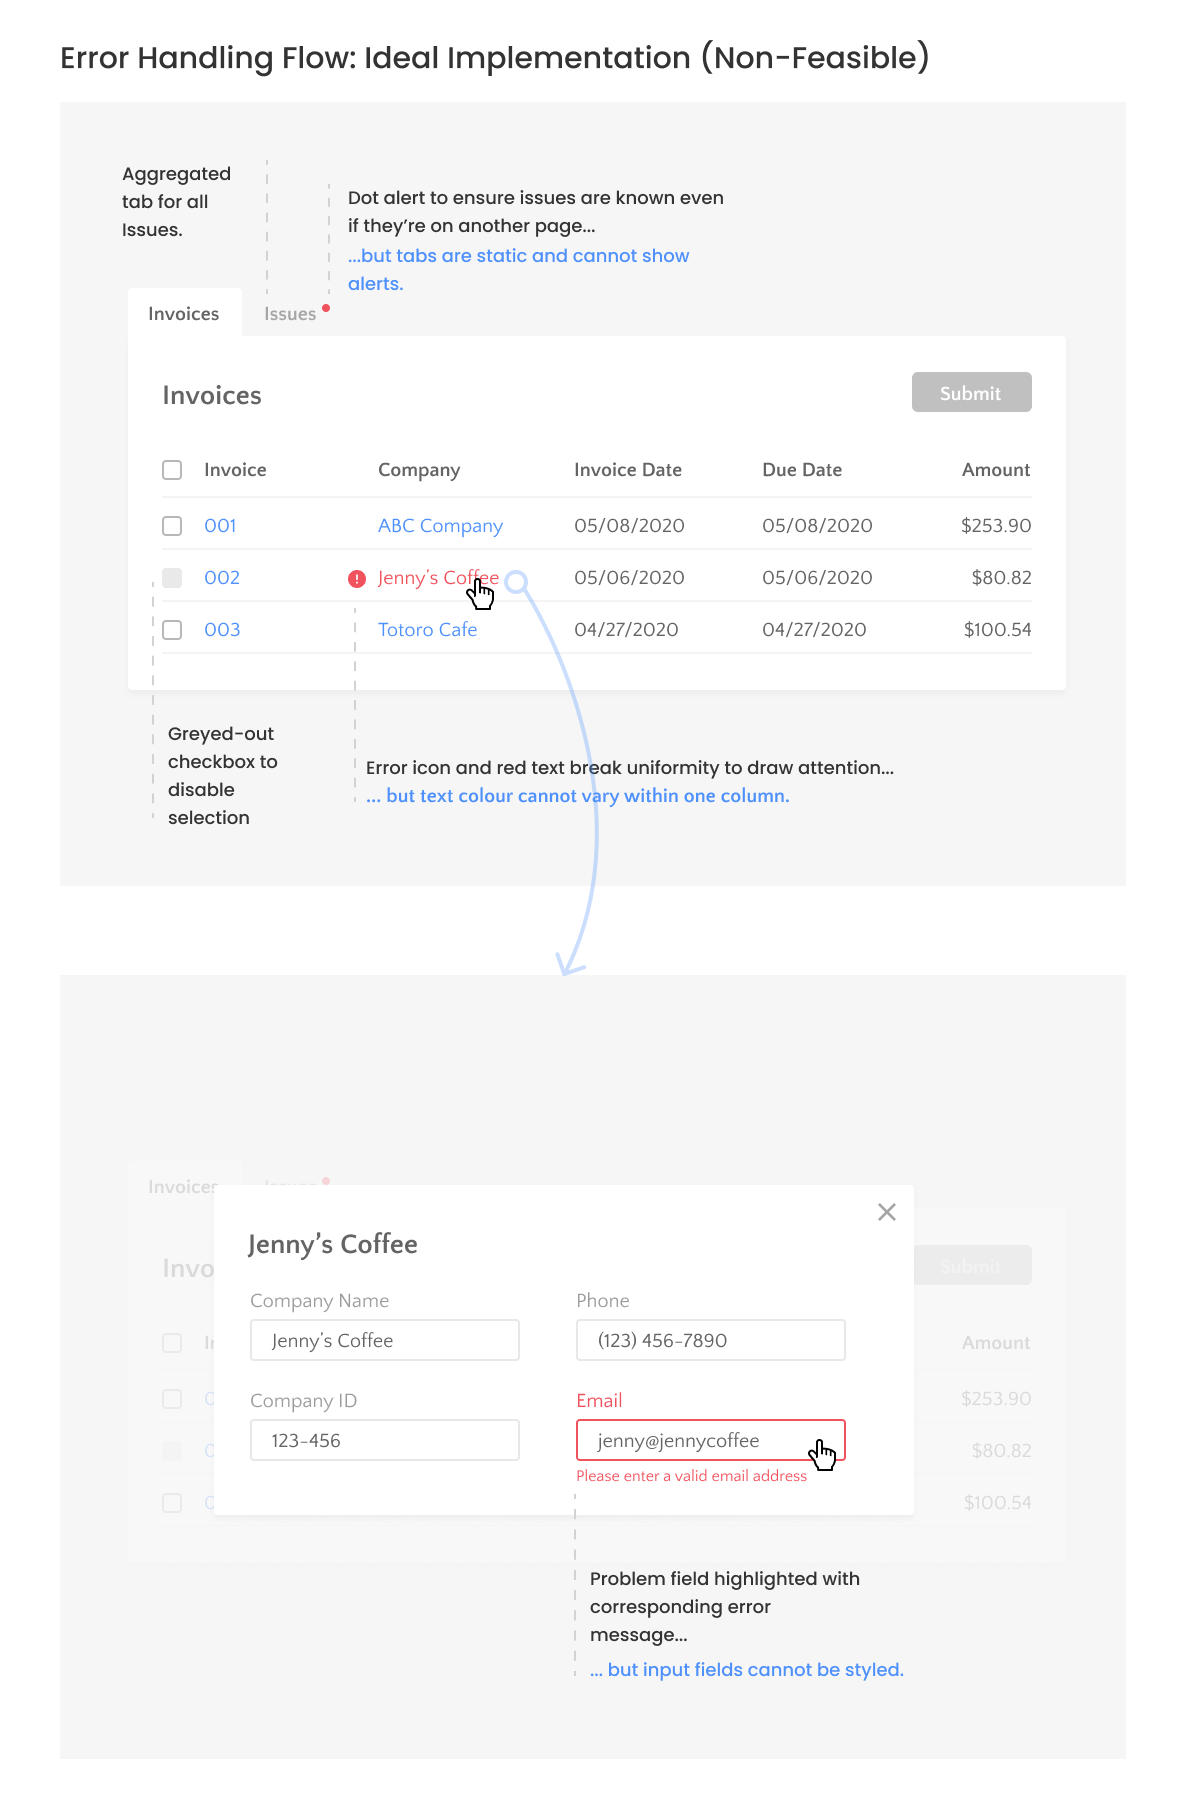 Error Handling Flow: Ideal Implementation (Non-Feasible)
Aggregated
tab for all
Issues.
Dot alert to ensure issues are known even
if they’re on another page...
...but tabs are static and cannot show
alerts.
Invoices Issues
Invoices Submit
Invoice Company Invoice Date Due Date Amount
001 ABC Company 05/08/2020 05/08/2020 $253.90
002 Jenny’s Coffee 05/06/2020 05/06/2020 $80.82
003 Totoro Cafe 04/27/2020 04/27/2020 $100.54
Greyed-out
checkbox to
disable
selection
Error icon and red text break uniformity to draw attention...
... but text colour cannot vary within one column.
Invoices Issues
Jenny’s Coffee
Invo Submit
Company Name Phone
Jenny’s Coffee (123) 456-7890
Amount
Company ID Email
$253.90
123-456 jenny@jennycoffee
$80.82
Please enter a valid email address
$100.54
Problem field highlighted with
corresponding error
message...
... but input fields cannot be styled.